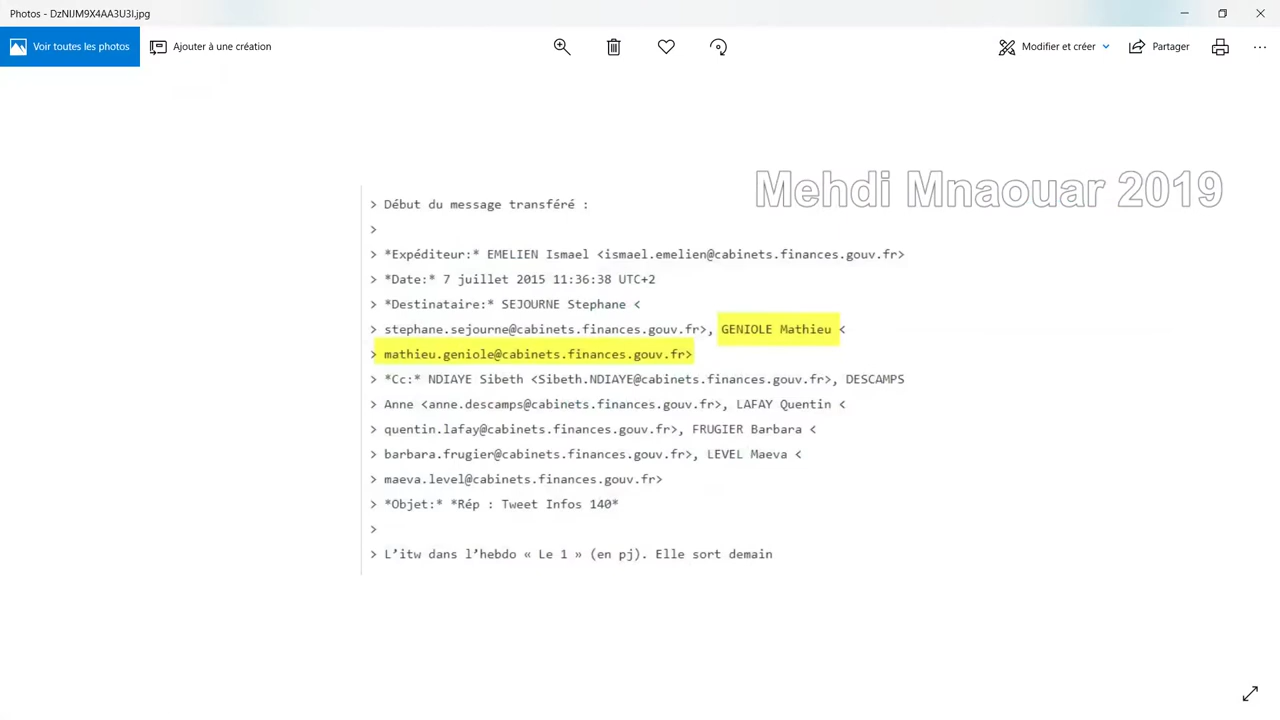 Photos - DzNIJM9X4AA3U3I.jpg
Voir toutes les photos
Ajouter à une création
Modifier et créer
Partager
Mehdi Mnaouar 2019
> Début du message transféré :
>
> *Expéditeur:* EMELIEN Ismael <ismael.emelien@cabinets.finances.gouv.fr>
> *Date:* 7 juillet 2015 11:36:38 UTC+2
> *Destinataire:* SEJOURNE Stephane <
> stephane.sejourne@cabinets.finances.gouv.fr>, GENIOLE Mathieu <
> mathieu.geniole@cabinets.finances.gouv.fr>
> *Cc:* NDIAYE Sibeth <Sibeth.NDIAYE@cabinets.finances.gouv.fr>, DESCAMPS
> Anne <anne.descamps@cabinets.finances.gouv.fr>, LAFAY Quentin <
> quentin.lafay@cabinets.finances.gouv.fr>, FRUGIER Barbara <
> barbara.frugier@cabinets.finances.gouv.fr>, LEVEL Maeva <
> maeva.level@cabinets.finances.gouv.fr>
> *Objet:* *Rép : Tweet Infos 140*
>
> L’itw dans l’hebdo « Le 1 » (en pj). Elle sort demain